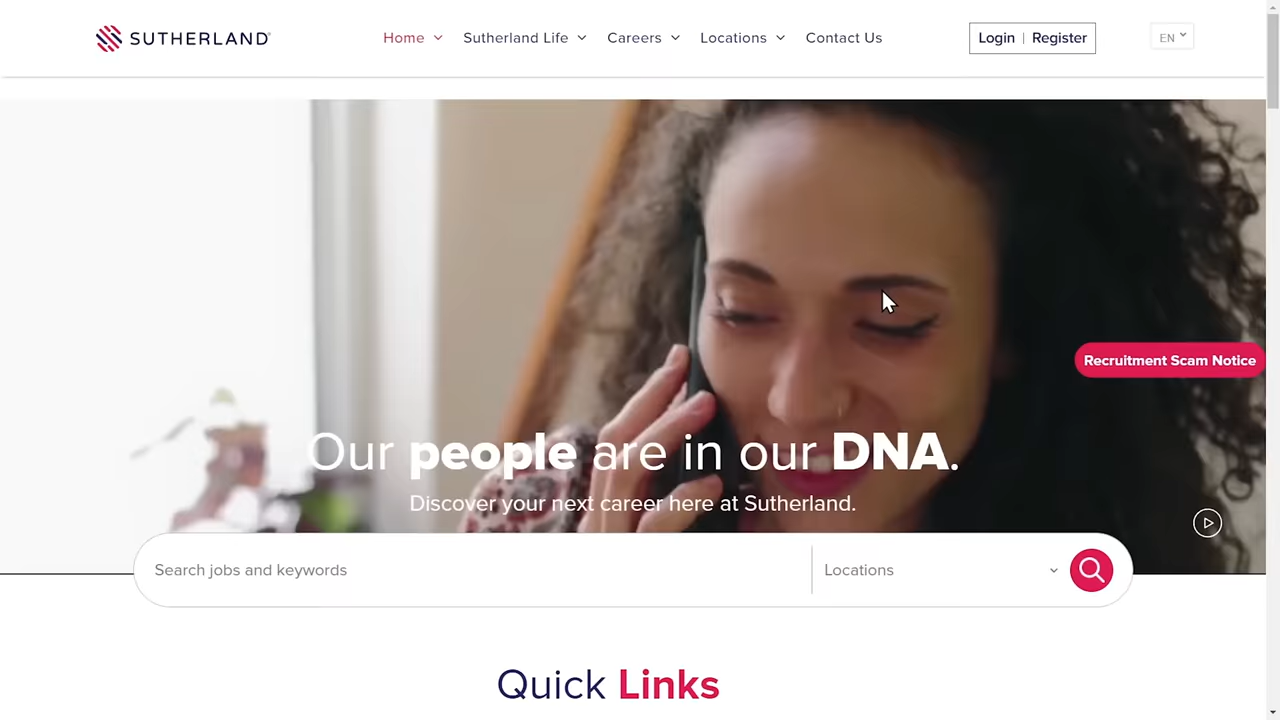 SUTHERLAND
Home Sutherland Life Careers Locations Contact Us
Login | Register
EN
Recruitment Scam Notice
Our people are in our DNA.
Discover your next career here at Sutherland.
Search jobs and keywords
Locations
Quick Links